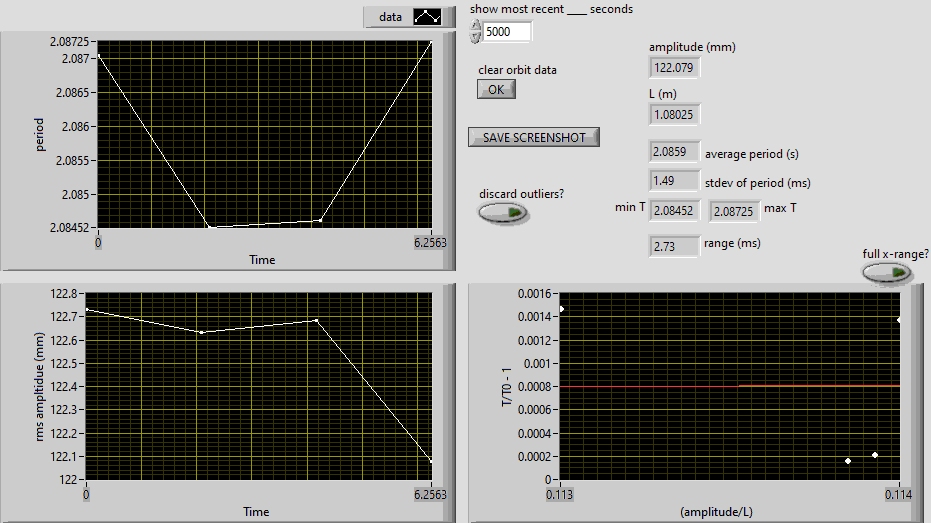 data
show most recent ____ seconds
5000
clear orbit data
OK
SAVE SCREENSHOT
discard outliers?
amplitude (mm)
122.079
L (m)
1.08025
2.0859 average period (s)
1.49 stdev of period (ms)
min T 2.08452 2.08725 max T
2.73 range (ms)
full x-range?
2.08725
2.087
2.0865
2.086
2.0855
2.085
2.08452
period
0 6.2563
Time
122.8
122.7
122.6
122.5
122.4
122.3
122.2
122.1
122
rms ampltidue (mm)
0 6.2563
Time
0.0016
0.0014
0.0012
0.001
0.0008
0.0006
0.0004
0.0002
0
T/T0 - 1
0.113 0.114
(amplitude/L)